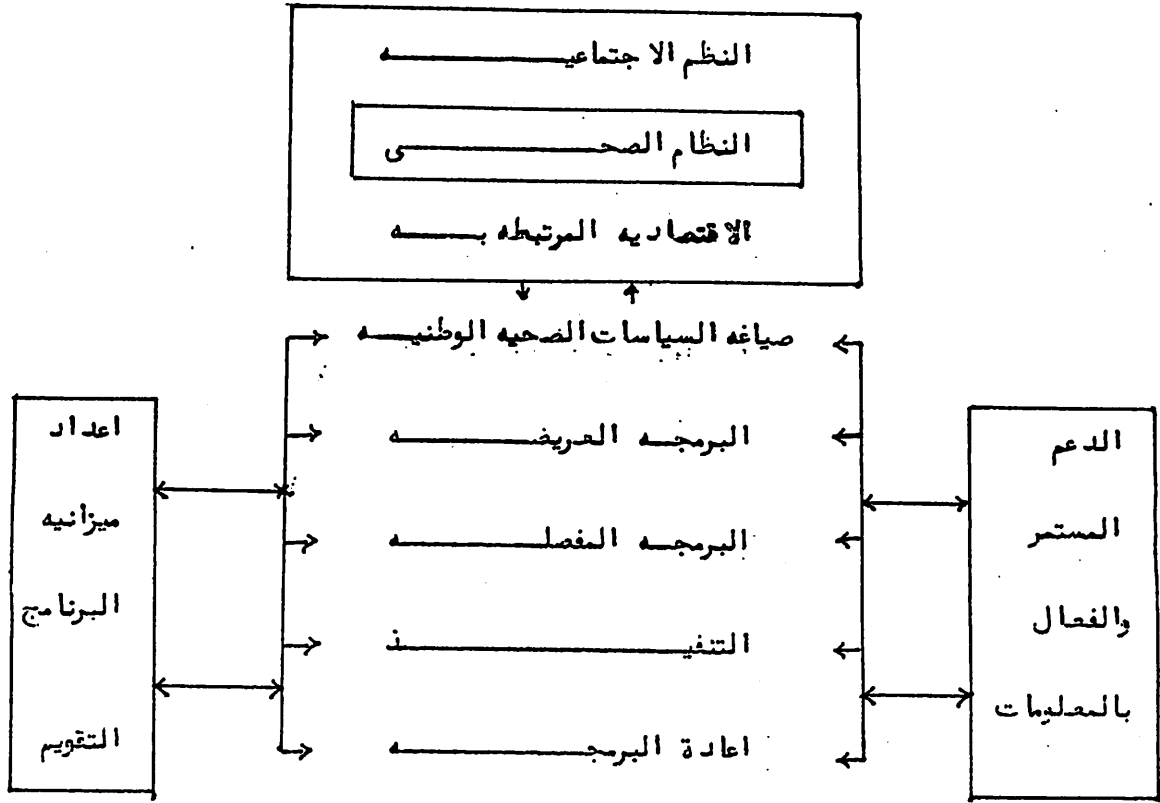 النظم الاجتماعيه
النظام الصحى
الاقتصاديه المرتبطه به
صياغه السياسات الصحيه الوطنيه
البرمجه العريضه
البرمجه المفصله
التنفيذ
اعادة البرمجه
الدعم
المستمر
والفعال
بالمعلومات
اعداد
ميزانيه
البرنامج
التقويم